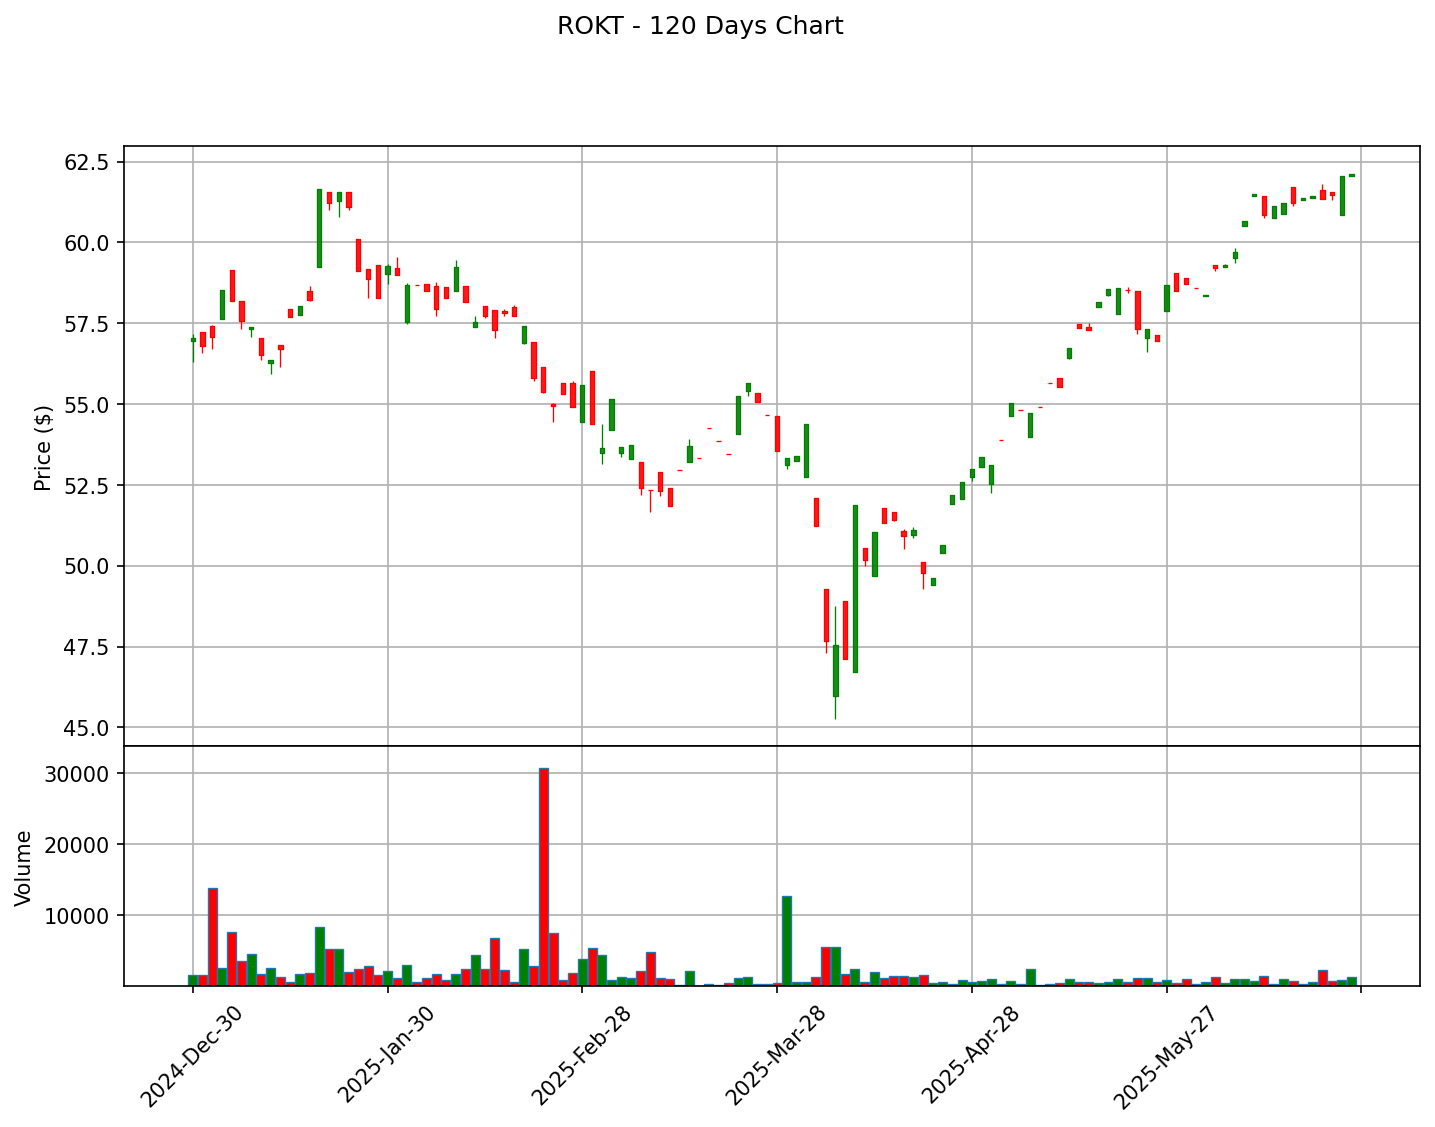 ROKT - 120 Days Chart
62.5
60.0
57.5
55.0
52.5
50.0
47.5
45.0
Price ($)
30000
20000
10000
Volume
2024-Dec-30
2025-Jan-30
2025-Feb-28
2025-Mar-28
2025-Apr-28
2025-May-27